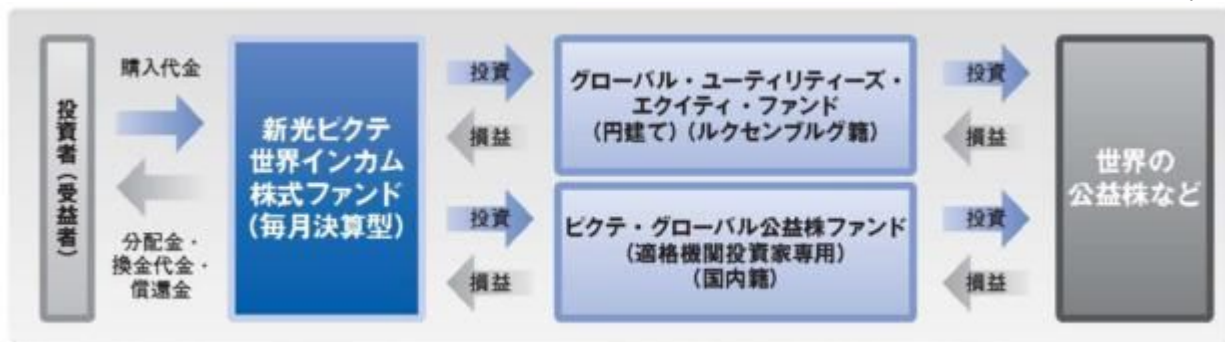 投資者(受益者)
購入代金
分配金・
換金代金・
償還金
新光ピクテ
世界インカム
株式ファンド
(毎月決算型)
投資
損益
投資
損益
グローバル・ユーティリティーズ・
エクイティ・ファンド
(円建て)(ルクセンブルグ籍)
ピクテ・グローバル公益株ファンド
(適格機関投資家専用)
(国内籍)
投資
損益
投資
損益
世界の
公益株など